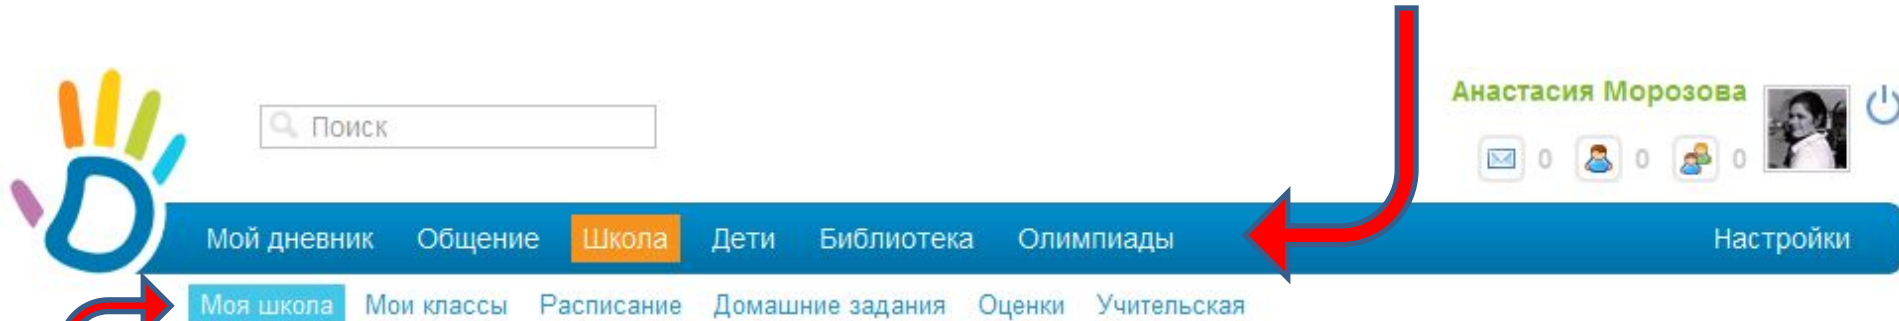 Анастасия Морозова
Поиск
0 0 0
Мой дневник Общение Школа Дети Библиотека Олимпиады Настройки
Моя школа Мои классы Расписание Домашние задания Оценки Учительская